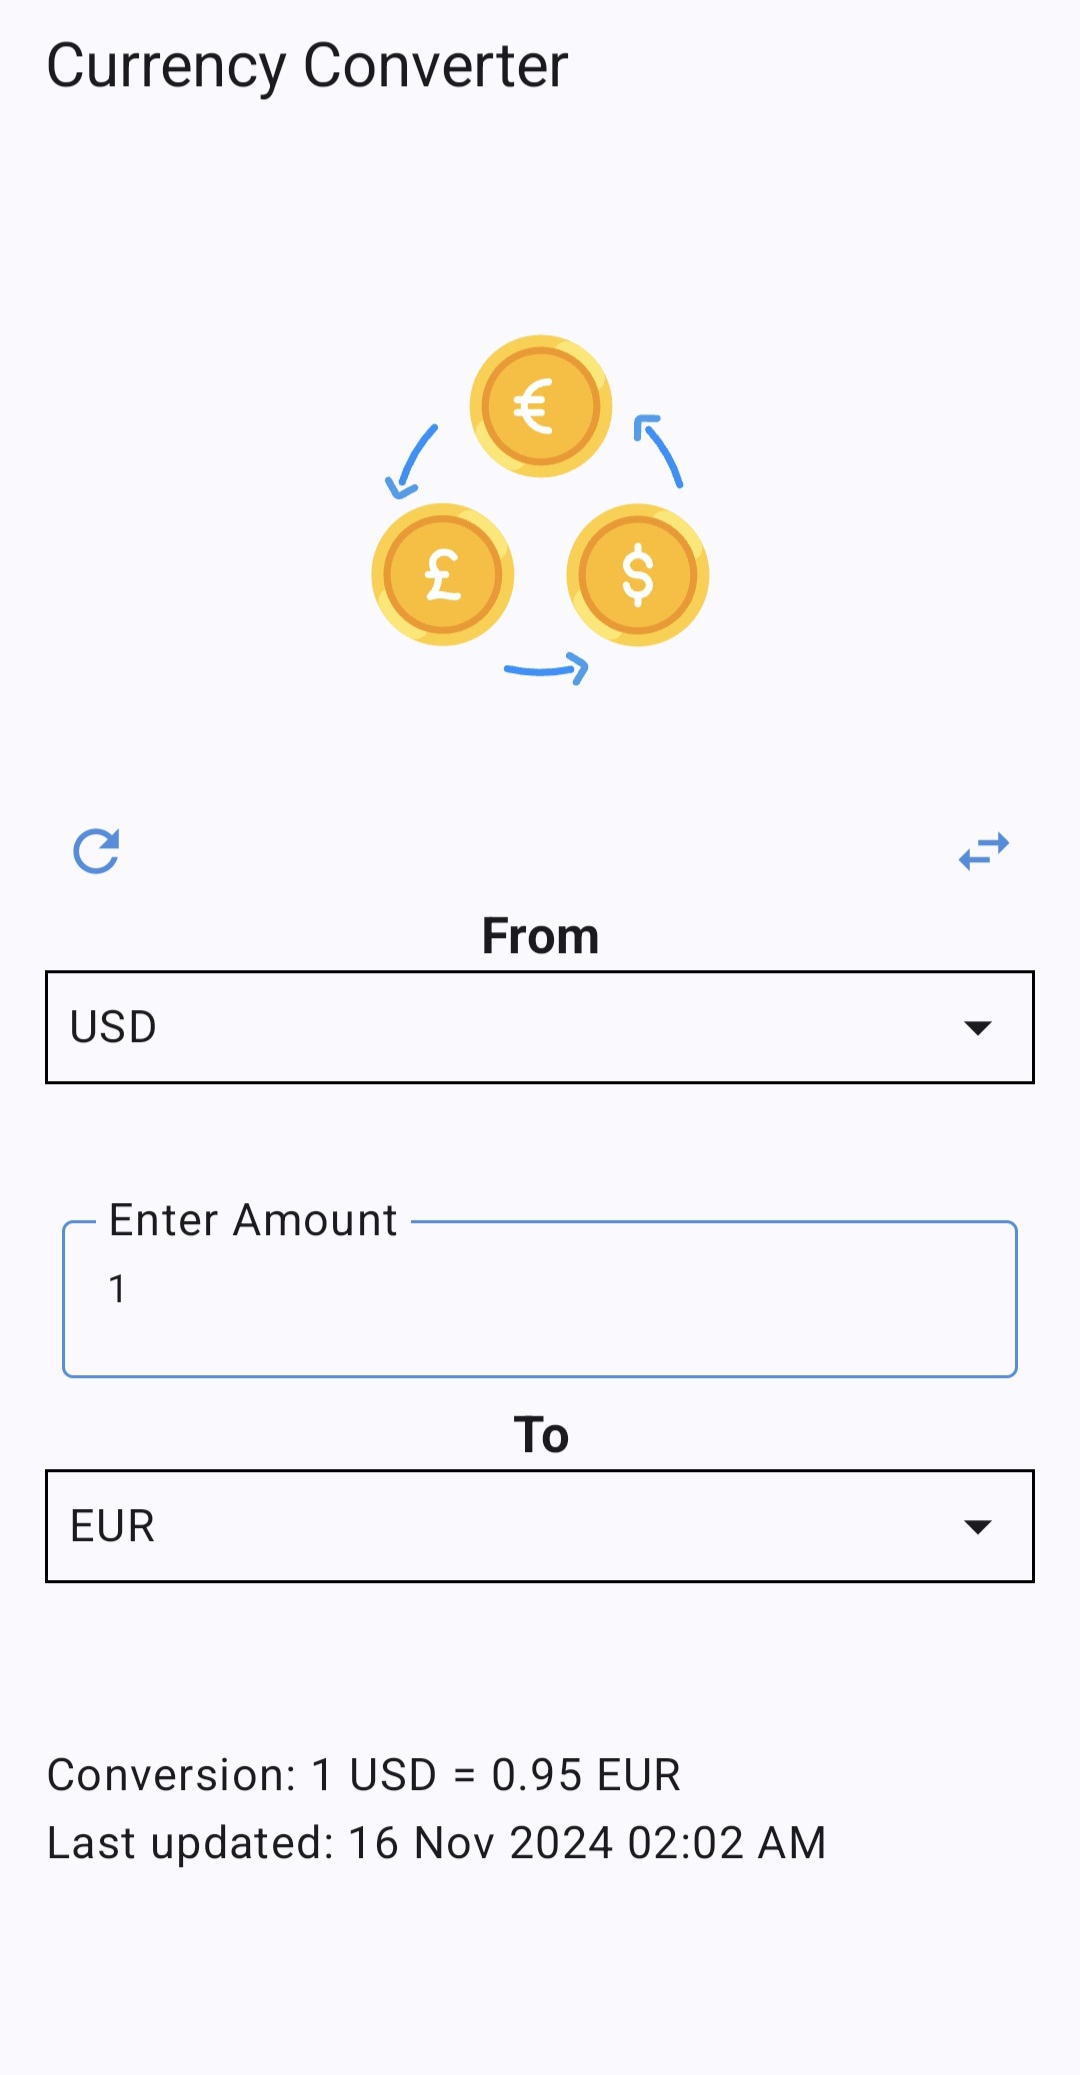 Currency Converter
€
£ $
From
USD
Enter Amount
1
To
EUR
Conversion: 1 USD = 0.95 EUR
Last updated: 16 Nov 2024 02:02 AM